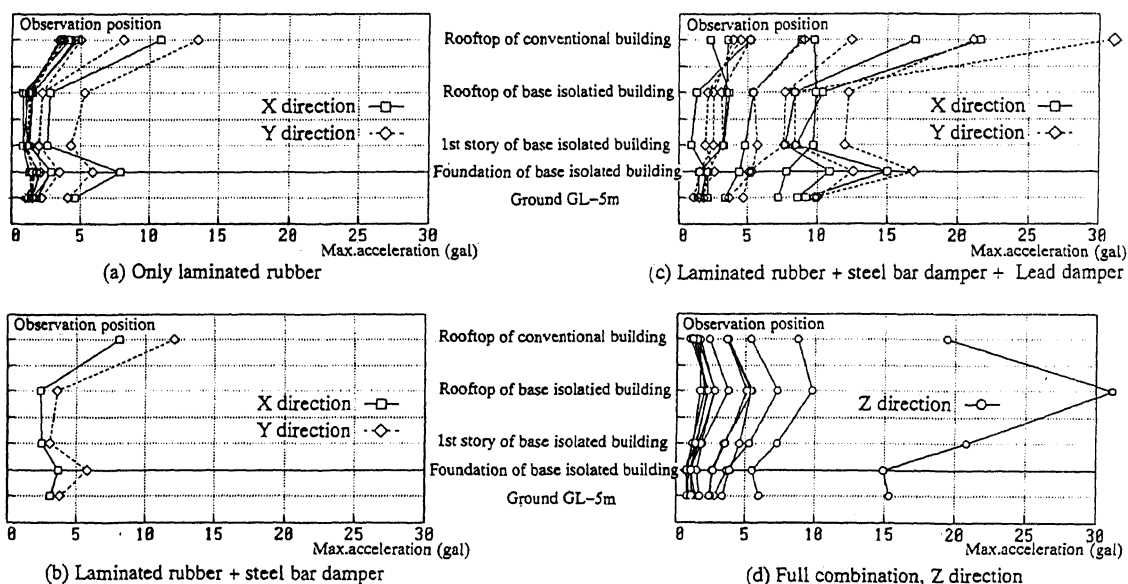 Observation position
X direction
Y direction
0 5 10 15 20 25 30
Max.acceleration (gal)
(a) Only laminated rubber
Rooftop of conventional building
Rooftop of base isolatied building
1st story of base isolated building
Foundation of base isolated building
Ground GL-5m
Observation position
X direction
Y direction
0 5 10 15 20 25 30
Max.acceleration (gal)
(c) Laminated rubber + steel bar damper + Lead damper
Observation position
X direction
Y direction
0 5 10 15 20 25 30
Max.acceleration (gal)
(b) Laminated rubber + steel bar damper
Rooftop of conventional building
Rooftop of base isolatied building
1st story of base isolated building
Foundation of base isolated building
Ground GL-5m
Observation position
Z direction
0 5 10 15 20 25 30
Max.acceleration (gal)
(d) Full combination, Z direction